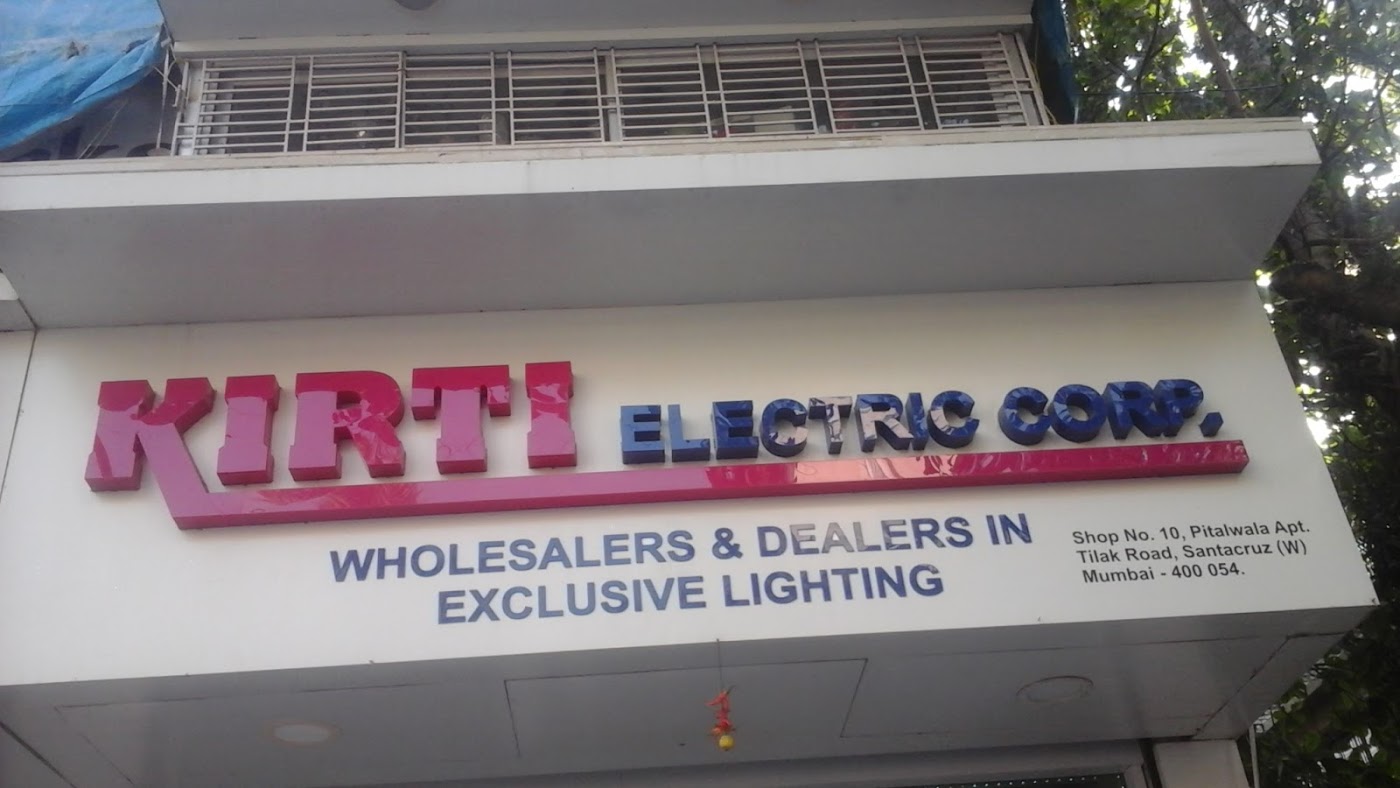 KIRTI ELECTRIC CORP.
WHOLESALERS & DEALERS IN
EXCLUSIVE LIGHTING
Shop No. 10, Pitalwala Apt.
Tilak Road, Santacruz (W)
Mumbai - 400 054.